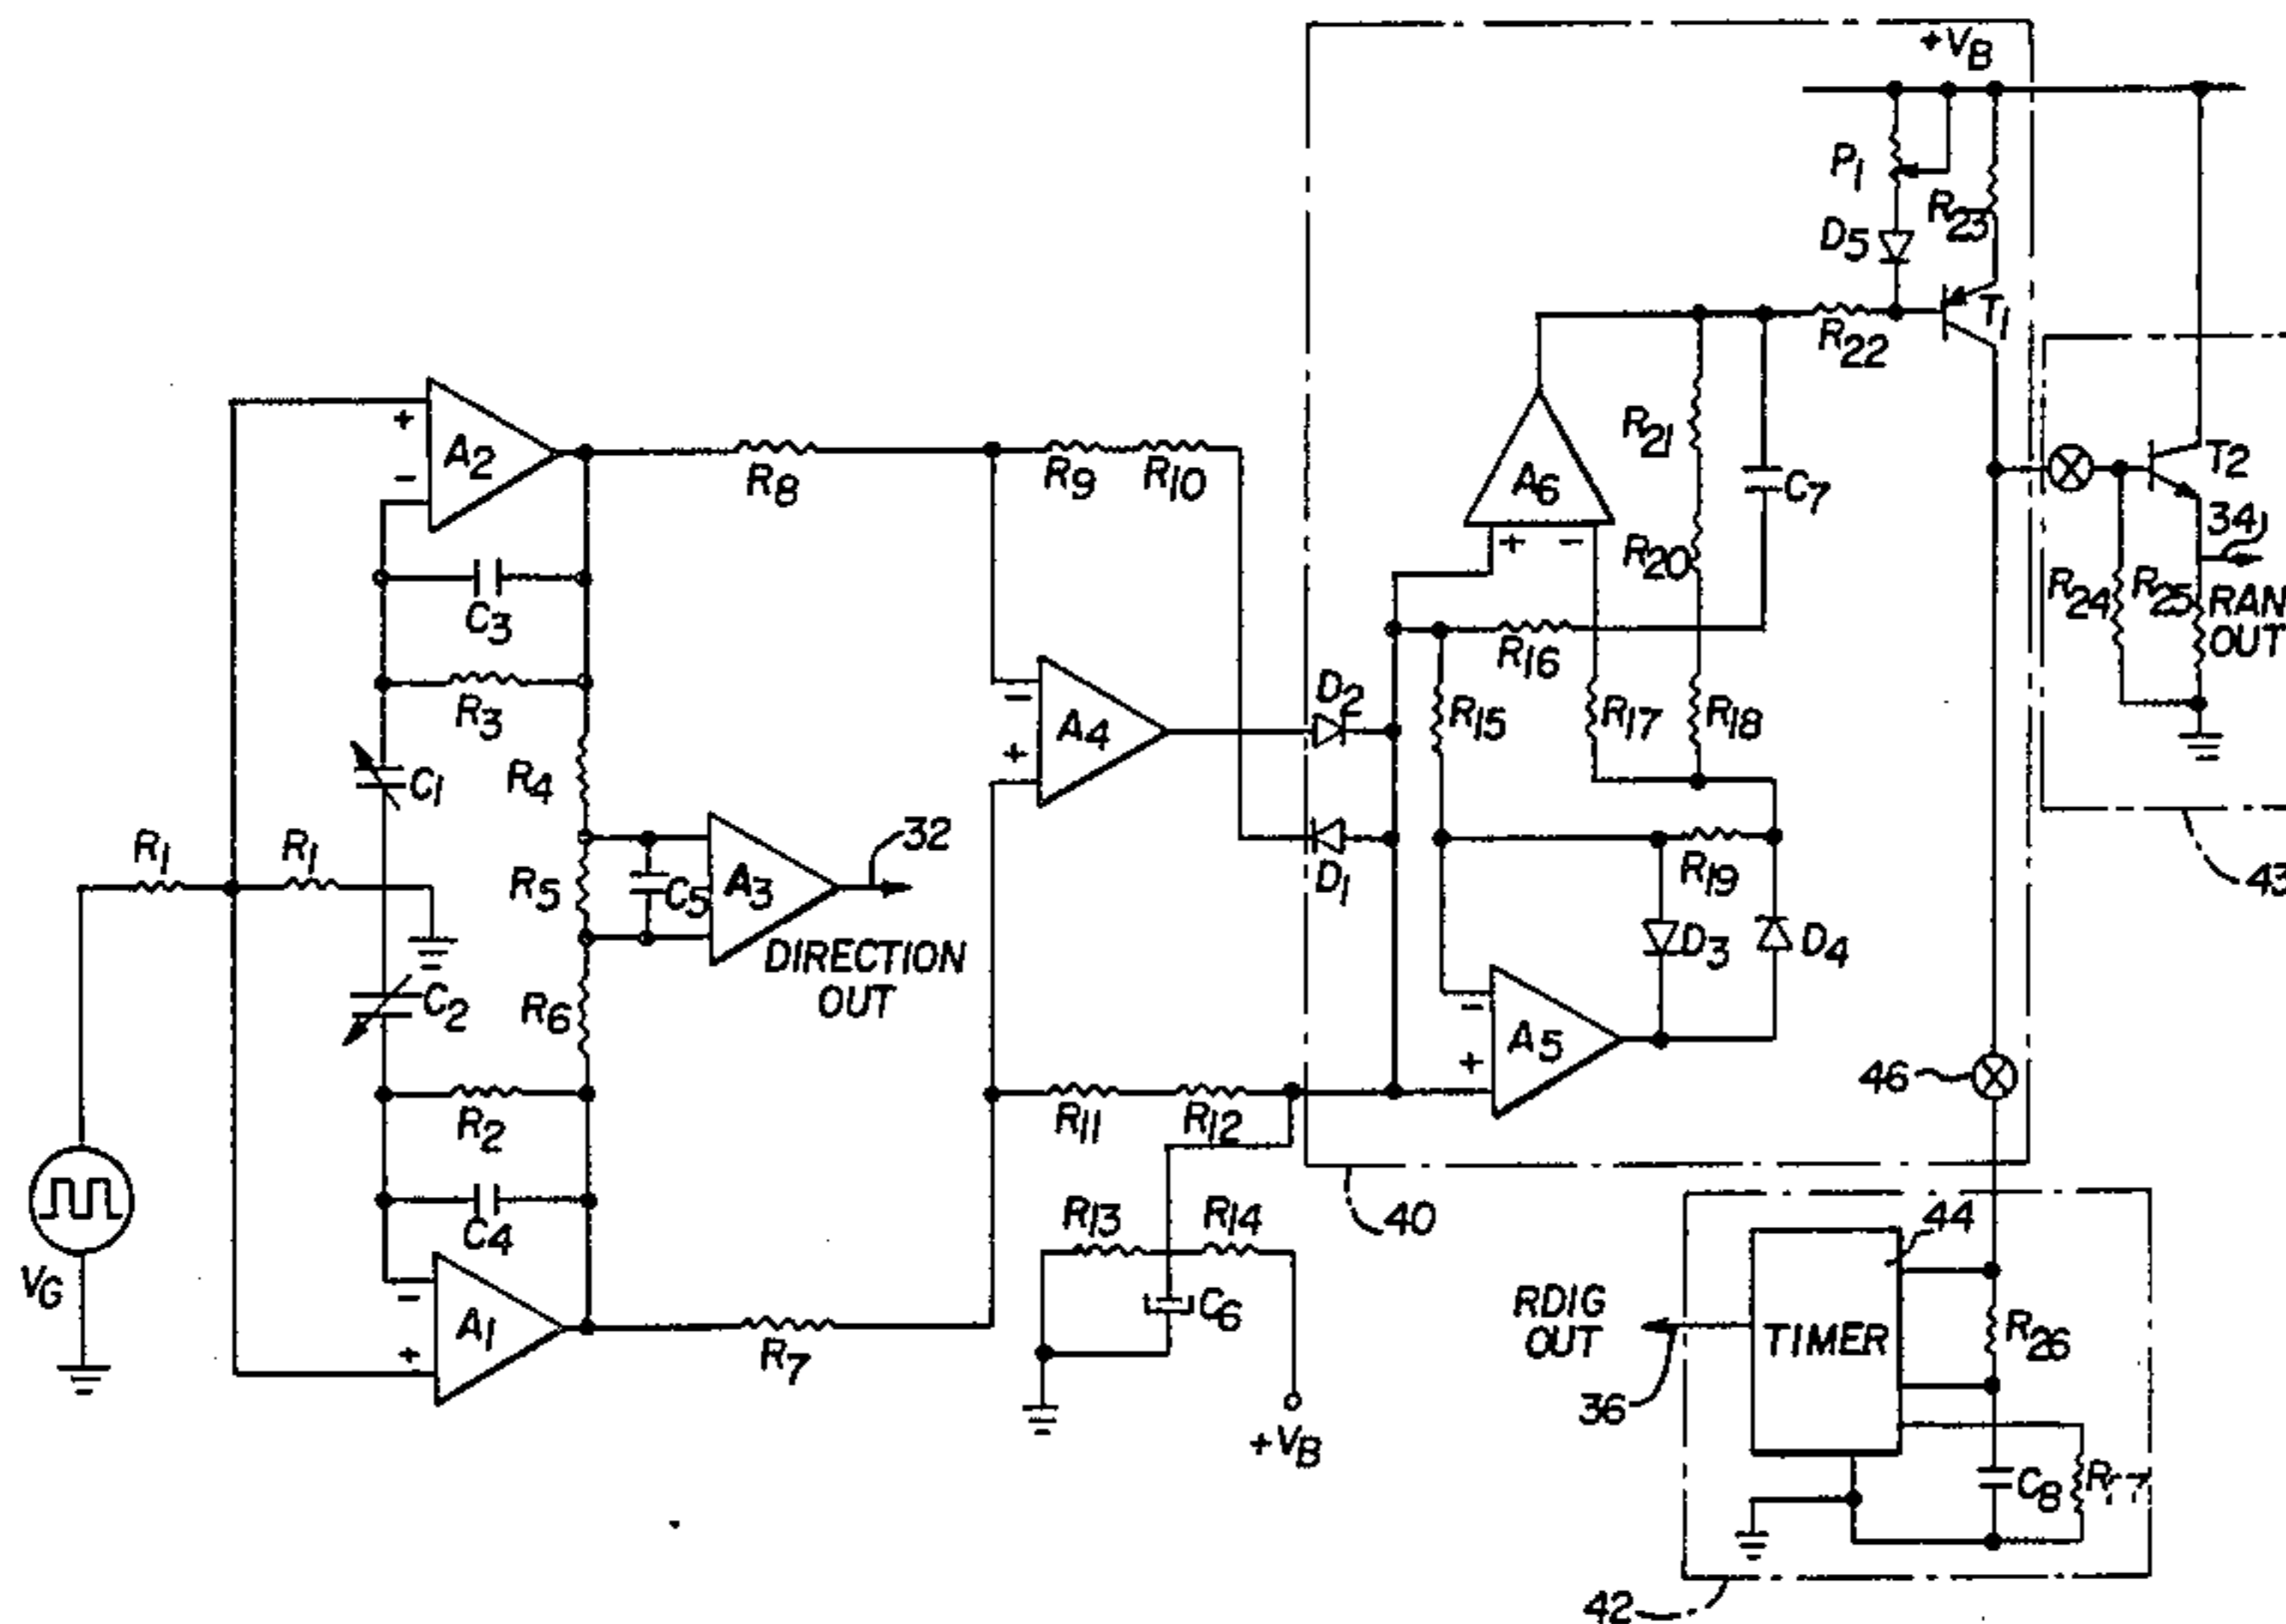 +VB
P1
R23
D5
T1
R22
A2
+
-
R8
R9
R10
R21
A6
+
-
C7
T2
34
R20
R24
R25
RAN
OUT
C3
R3
R16
D2
R15
R17
R18
C1
R4
A4
-
+
R1
R1
R5
C5
A3
32
DIRECTION
OUT
D1
R19
43
C2
R6
D3
D4
A5
-
+
46
R2
R11
R12
C4
R13
R14
40
44
VG
A1
-
+
R7
C6
+VB
RDIG
OUT
TIMER
R26
36
C8
42